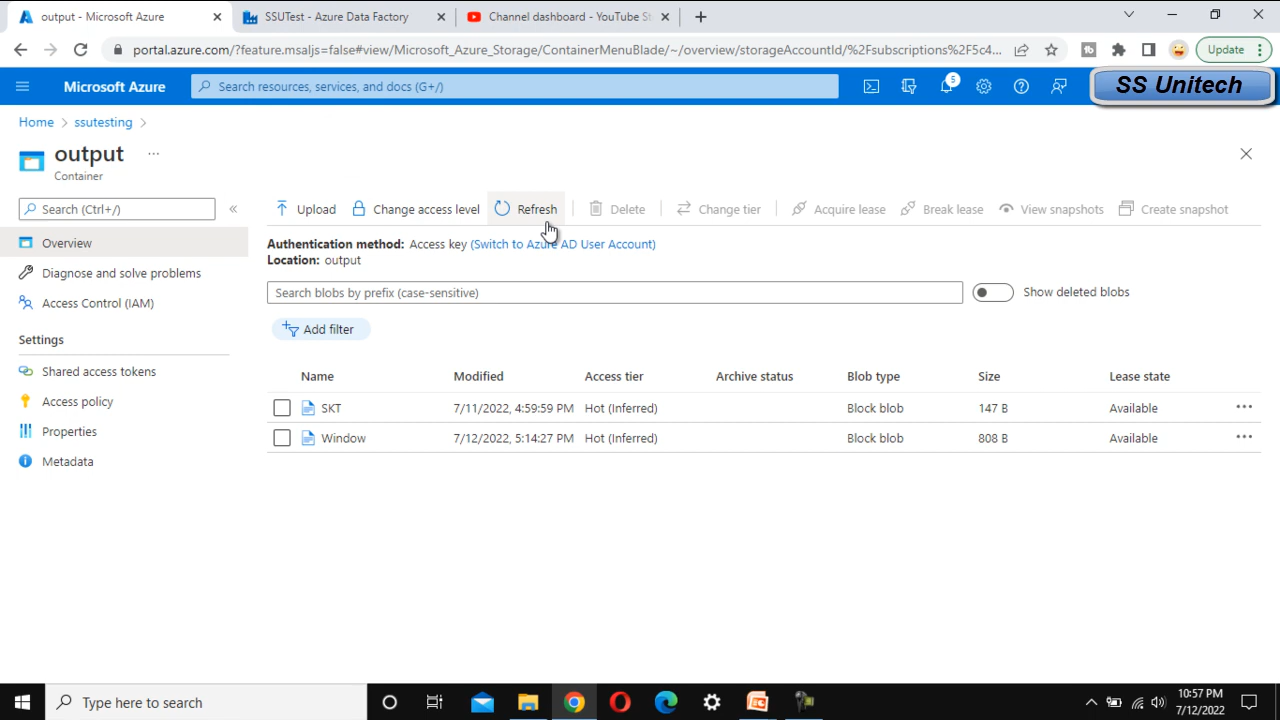 output - Microsoft Azure
SSUTest - Azure Data Factory
Channel dashboard - YouTube St
portal.azure.com/?feature.msaljs=false#view/Microsoft_Azure_Storage/ContainerMenuBlade/~/overview/storageAccountId/%2Fsubscriptions%2F5c4...
Update
Microsoft Azure
Search resources, services, and docs (G+/)
5
SS Unitech
Home > ssutesting >
output ...
Container
Search (Ctrl+/)
«
Upload
Change access level
Refresh
Delete
Change tier
Acquire lease
Break lease
View snapshots
Create snapshot
Overview
Diagnose and solve problems
Access Control (IAM)
Settings
Shared access tokens
Access policy
Properties
Metadata
Authentication method: Access key (Switch to Azure AD User Account)
Location: output
Search blobs by prefix (case-sensitive)
Show deleted blobs
Add filter
Name Modified Access tier Archive status Blob type Size Lease state
SKT 7/11/2022, 4:59:59 PM Hot (Inferred) Block blob 147 B Available ...
Window 7/12/2022, 5:14:27 PM Hot (Inferred) Block blob 808 B Available ...
Type here to search
10:57 PM
7/12/2022